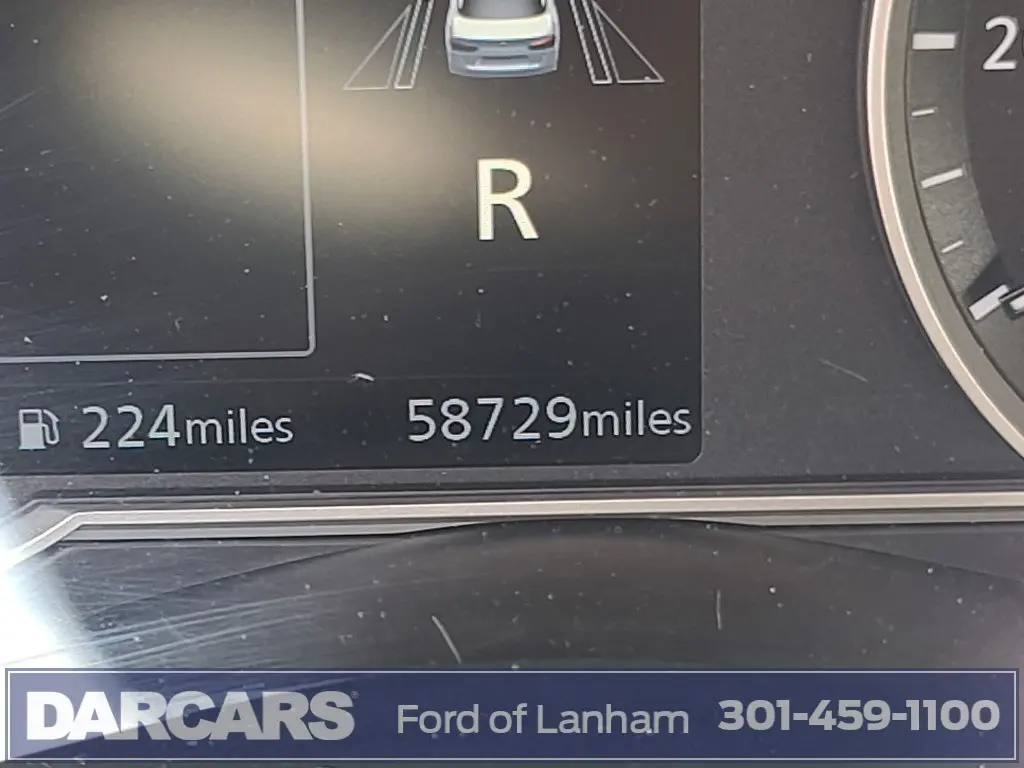 R
224miles 58729miles
DARCARS® Ford of Lanham 301-459-1100